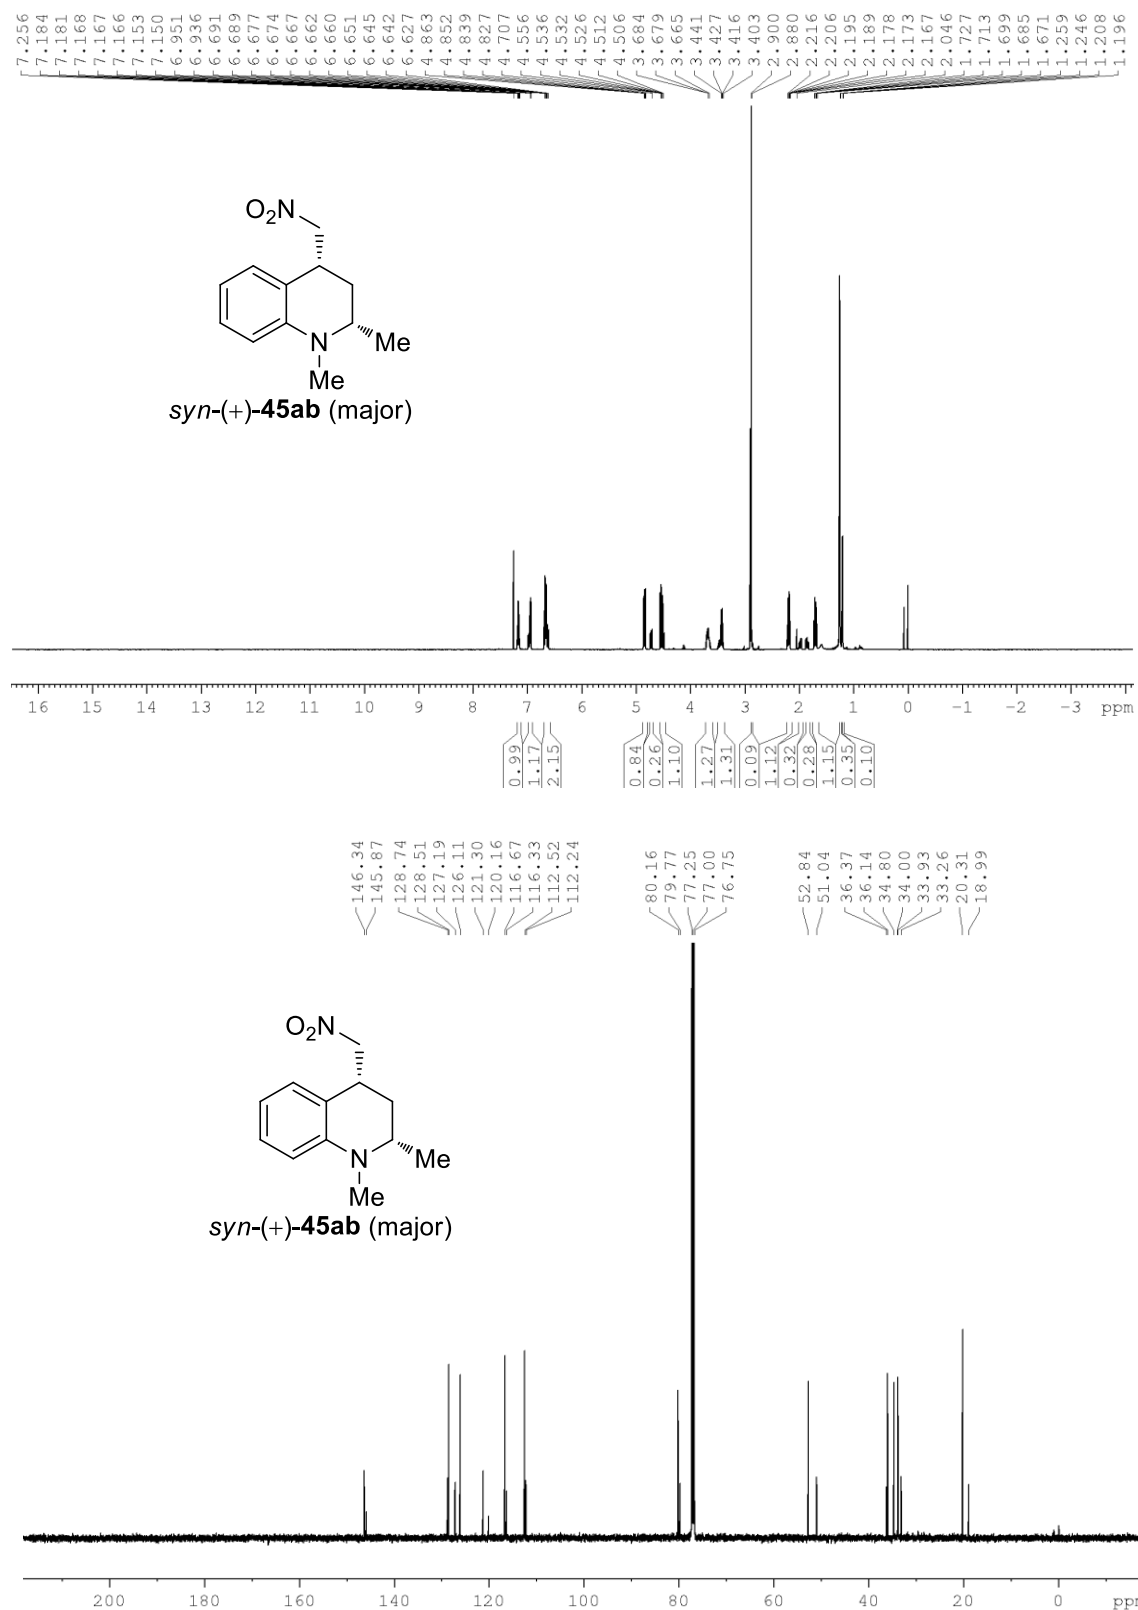 7.256 7.184 7.181 7.168 7.167 7.165 7.153 7.150 6.951 6.936 6.691 6.689 6.677 6.674 6.667 6.662 6.660 6.651 6.645 6.642 6.627 4.863 4.852 4.839 4.827 4.707 4.556 4.536 4.532 4.526 4.512 4.506 3.684 3.679 3.665 3.441 3.427 3.416 3.403 2.900 2.880 2.216 2.206 2.195 2.189 2.178 2.173 2.167 2.046 1.727 1.713 1.699 1.685 1.671 1.259 1.246 1.208 1.196
O2N
N
Me
Me
syn-(+)-45ab (major)
16 15 14 13 12 11 10 9 8 7 6 5 4 3 2 1 0 -1 -2 -3 ppm
0.99 1.17 2.15 0.84 0.26 1.10 1.27 1.31 0.09 1.12 0.32 0.28 1.15 0.35 0.10
146.34 145.87 128.74 128.51 127.19 126.11 121.30 120.16 116.67 116.33 112.52 112.24 80.16 79.77 77.25 77.00 76.75 52.84 51.04 36.37 36.14 34.80 34.00 33.93 33.26 20.31 18.99
O2N
N
Me
Me
syn-(+)-45ab (major)
200 180 160 140 120 100 80 60 40 20 0